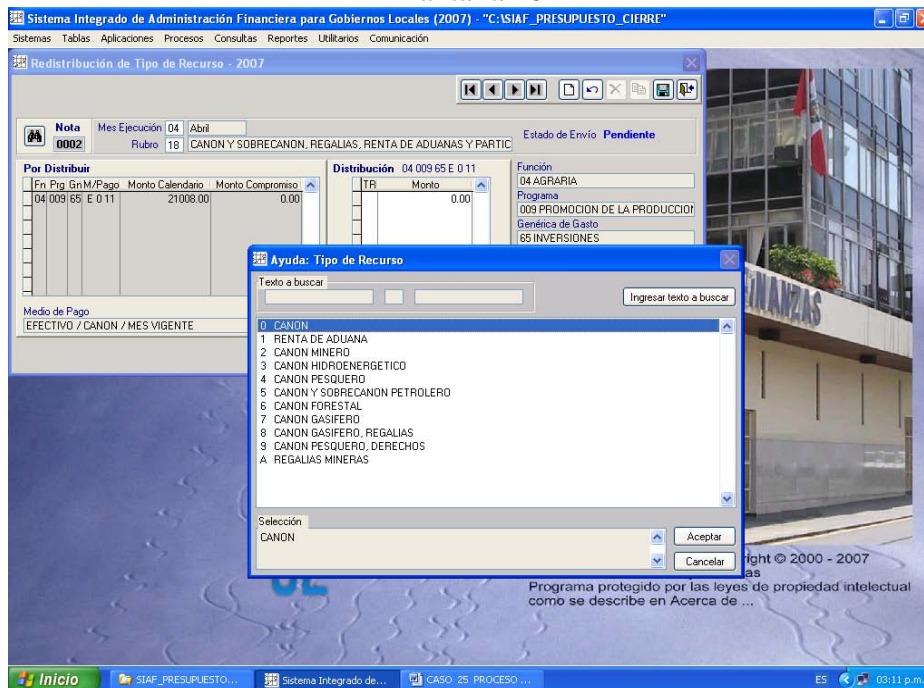 Sistema Integrado de Administración Financiera para Gobiernos Locales (2007) - "C:\SIAF_PRESUPUESTO_CIERRE"
Sistemas Tablas Aplicaciones Procesos Consultas Reportes Utilitarios Comunicación
Redistribución de Tipo de Recurso - 2007
Nota
0002
Mes Ejecución 04 Abril
Rubro 18 CANON Y SOBRECANON, REGALIAS, RENTA DE ADUANAS Y PARTIC
Estado de Envío Pendiente
Por Distribuir
Fn Prg Gn M/Pago Monto Calendario Monto Compromiso
04 009 65 E 0 11 21008.00 0.00
Distribución 04 009 65 E 0 11
TR Monto
0.00
Función
04 AGRARIA
Programa
009 PROMOCION DE LA PRODUCCION
Genérica de Gasto
65 INVERSIONES
Medio de Pago
EFECTIVO / CANON / MES VIGENTE
Ayuda: Tipo de Recurso
Texto a buscar
Ingresar texto a buscar
0 CANON
1 RENTA DE ADUANA
2 CANON MINERO
3 CANON HIDROENERGETICO
4 CANON PESQUERO
5 CANON Y SOBRECANON PETROLERO
6 CANON FORESTAL
7 CANON GASIFERO
8 CANON GASIFERO, REGALIAS
9 CANON PESQUERO, DERECHOS
A REGALIAS MINERAS
Selección
CANON
Aceptar
Cancelar
INANZAS
right © 2000 - 2007
as
Programa protegido por las leyes de propiedad intelectual
como se describe en Acerca de ...
Inicio
SIAF_PRESUPUESTO...
Sistema Integrado de...
CASO 25 PROCESO ...
ES
03:11 p.m.